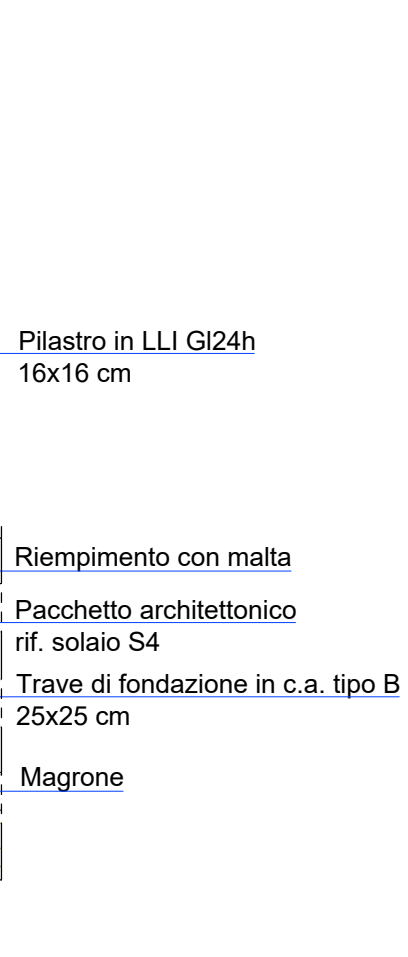 Pilastro in LLI Gl24h
16x16 cm
Riempimento con malta
Pacchetto architettonico
rif. solaio S4
Trave di fondazione in c.a. tipo B
25x25 cm
Magrone